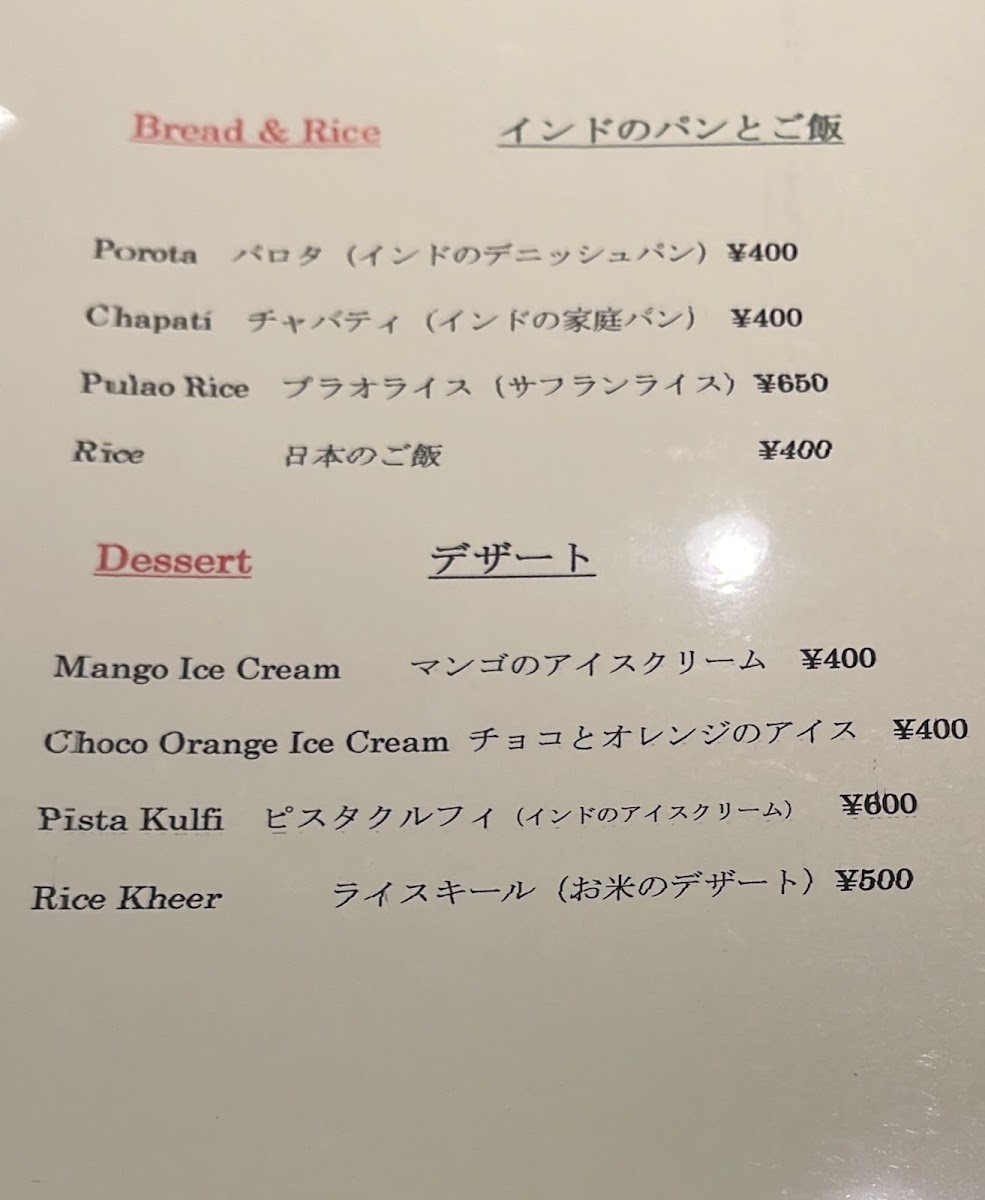 Bread & Rice インドのパンとご飯
Porota パロタ（インドのデニッシュパン）¥400
Chapati チャパティ（インドの家庭パン） ¥400
Pulao Rice プラオライス（サフランライス）¥650
Rice 日本のご飯 ¥400
Dessert デザート
Mango Ice Cream マンゴのアイスクリーム ¥400
Choco Orange Ice Cream チョコとオレンジのアイス ¥400
Pista Kulfi ピスタクルフィ（インドのアイスクリーム） ¥600
Rice Kheer ライスキール（お米のデザート）¥500